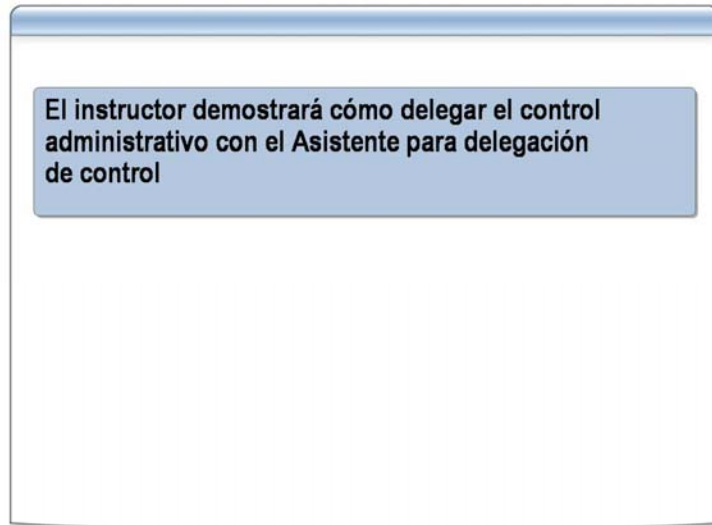 El instructor demostrará cómo delegar el control
administrativo con el Asistente para delegación
de control